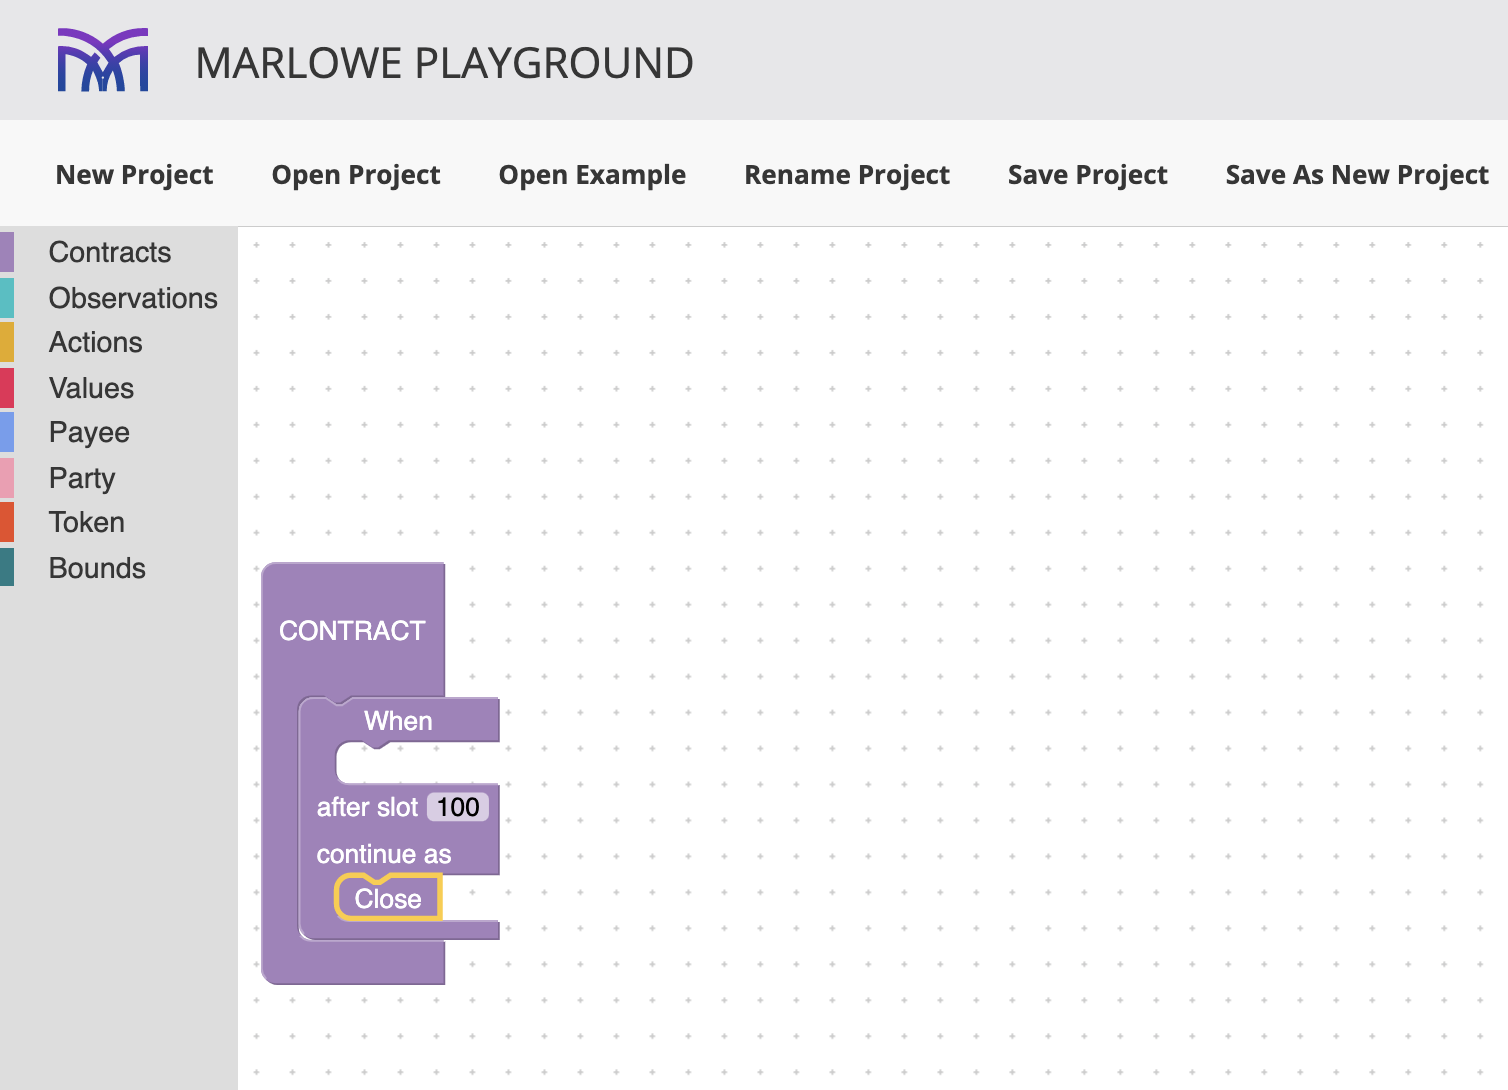 MARLOWE PLAYGROUND
New Project Open Project Open Example Rename Project Save Project Save As New Project
Contracts
Observations
Actions
Values
Payee
Party
Token
Bounds
CONTRACT
When
after slot 100
continue as
Close